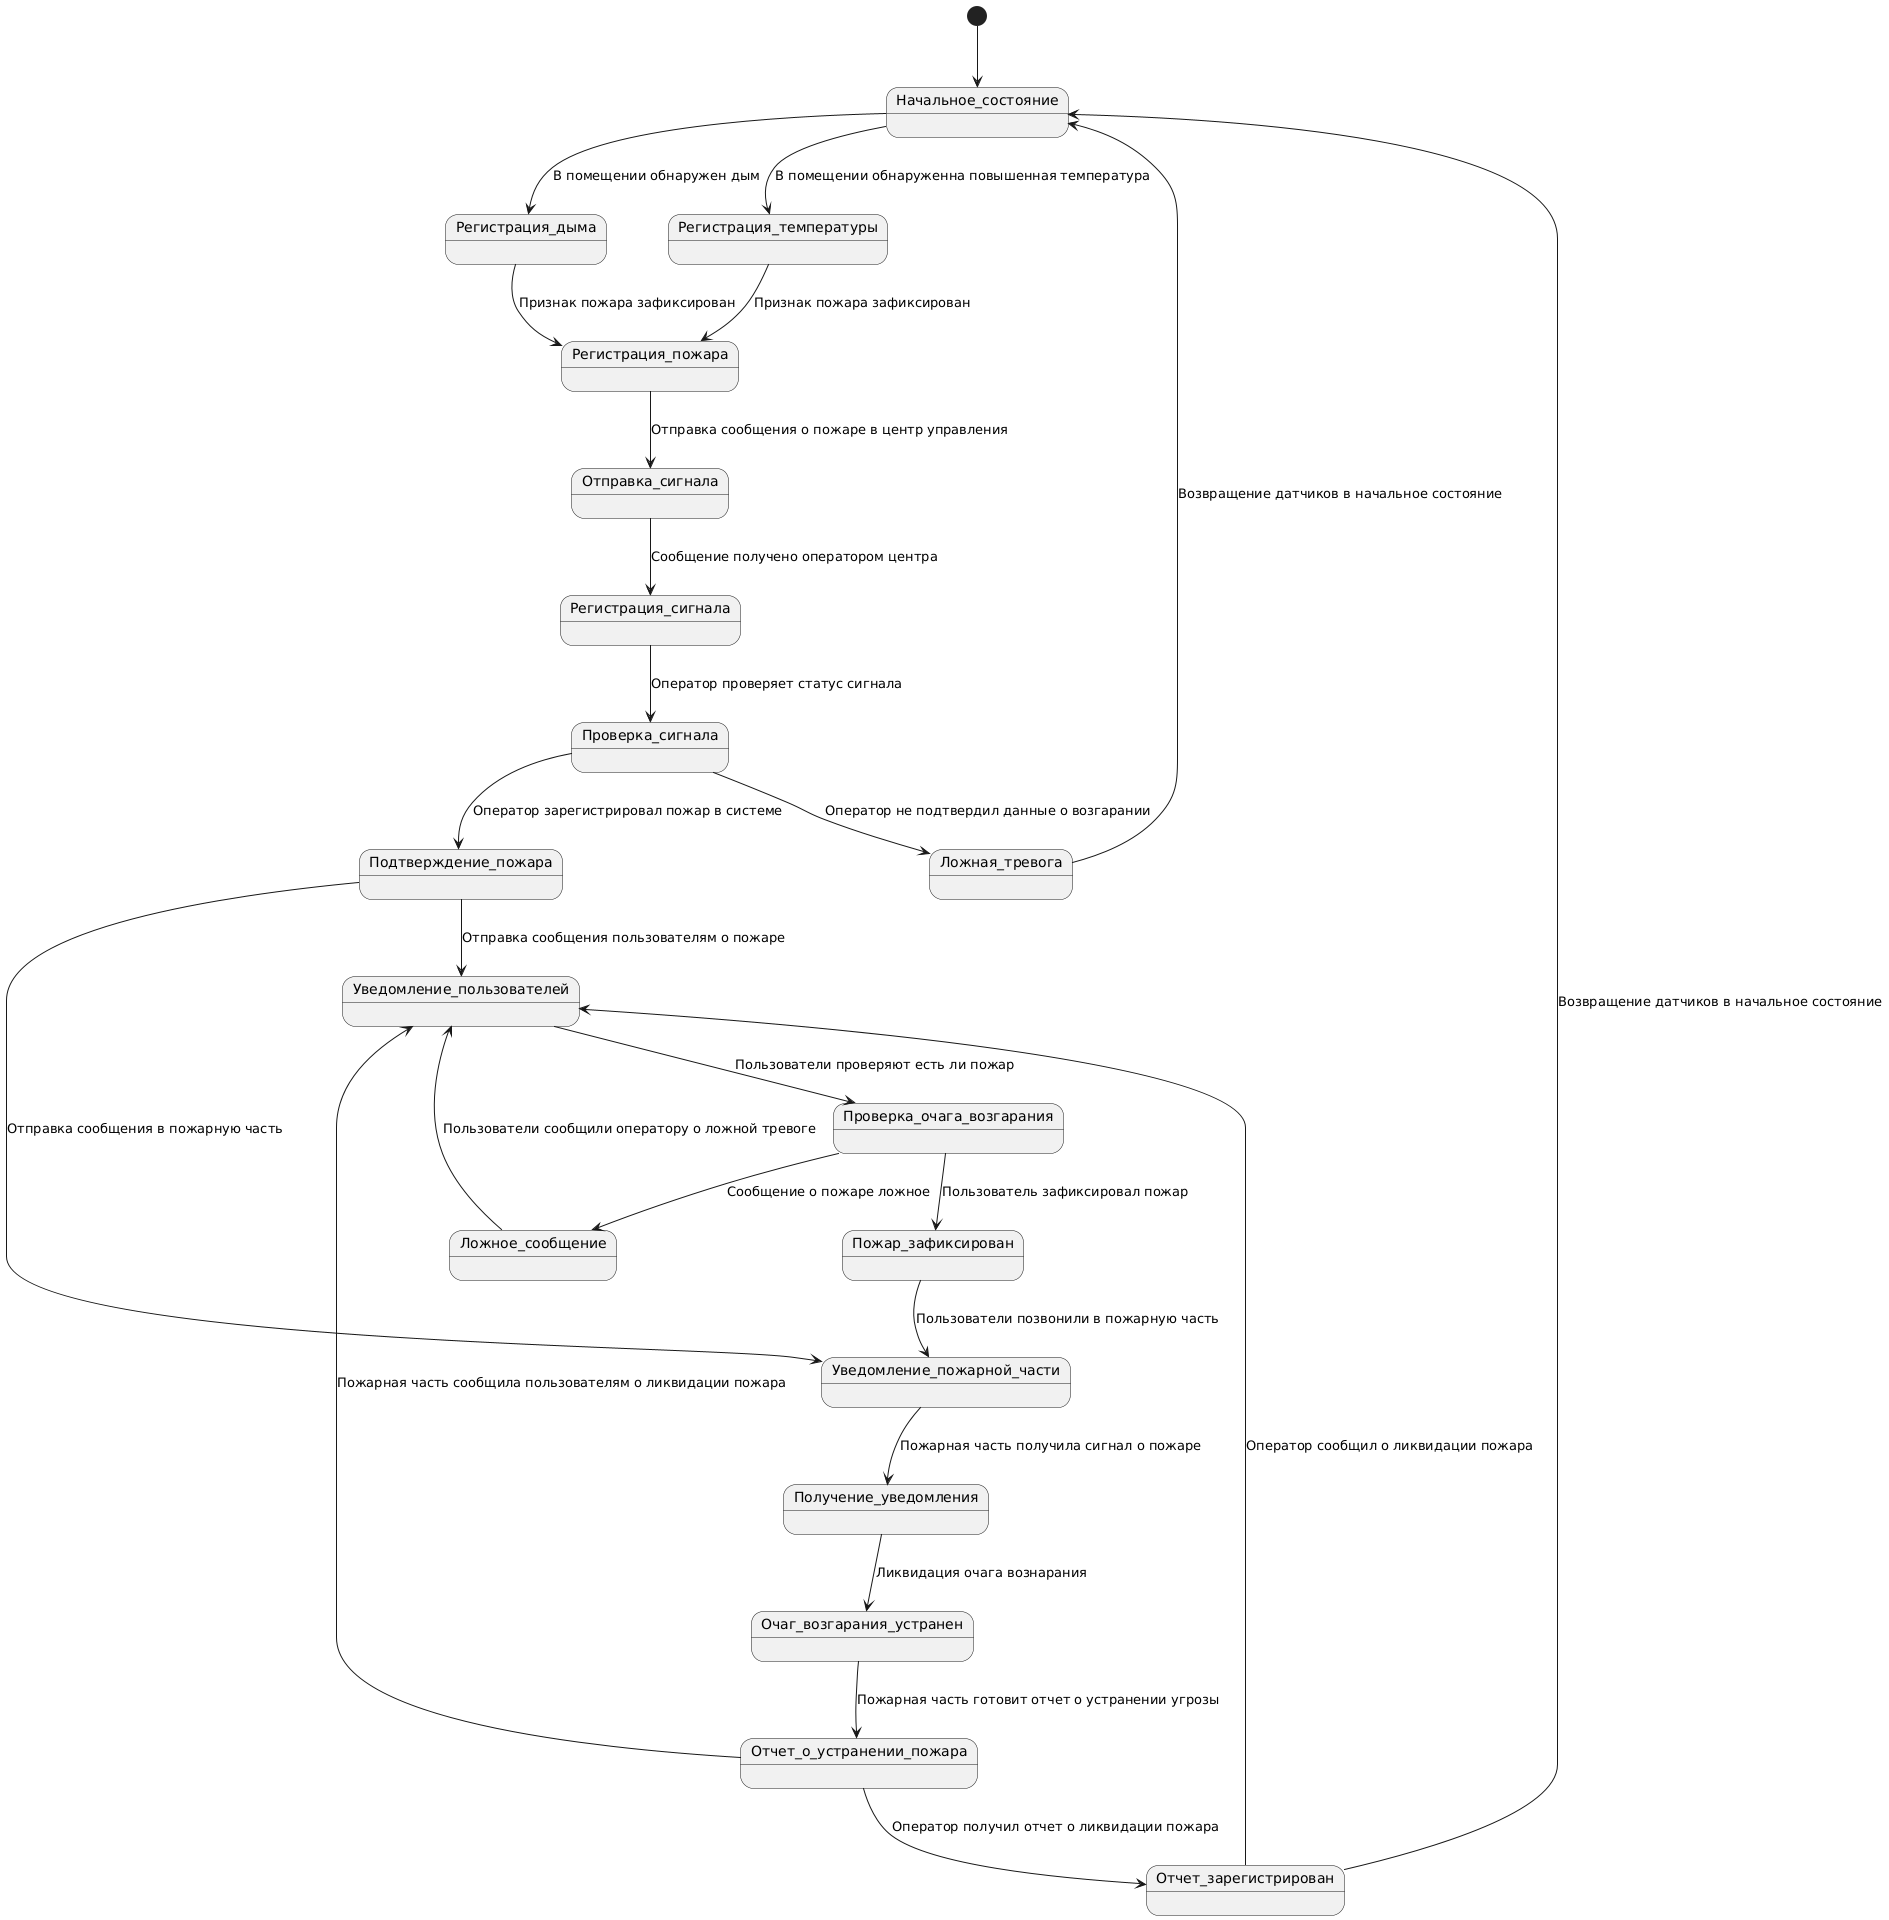 Начальное_состояние
В помещении обнаружен дым
В помещении обнаруженна повышенная температура
Регистрация_дыма
Регистрация_температуры
Признак пожара зафиксирован
Признак пожара зафиксирован
Регистрация_пожара
Отправка сообщения о пожаре в центр управления
Отправка_сигнала
Возвращение датчиков в начальное состояние
Сообщение получено оператором центра
Регистрация_сигнала
Оператор проверяет статус сигнала
Проверка_сигнала
Оператор зарегистрировал пожар в системе
Оператор не подтвердил данные о возгарании
Подтверждение_пожара
Ложная_тревога
Отправка сообщения пользователям о пожаре
Уведомление_пользователей
Возвращение датчиков в начальное состояние
Пользователи проверяют есть ли пожар
Проверка_очага_возгарания
Отправка сообщения в пожарную часть
Пользователи сообщили оператору о ложной тревоге
Сообщение о пожаре ложное
Пользователь зафиксировал пожар
Ложное_сообщение
Пожар_зафиксирован
Пользователи позвонили в пожарную часть
Уведомление_пожарной_части
Пожарная часть сообщила пользователям о ликвидации пожара
Пожарная часть получила сигнал о пожаре
Оператор сообщил о ликвидации пожара
Получение_уведомления
Ликвидация очага вознарания
Очаг_возгарания_устранен
Пожарная часть готовит отчет о устранении угрозы
Отчет_о_устранении_пожара
Оператор получил отчет о ликвидации пожара
Отчет_зарегистрирован